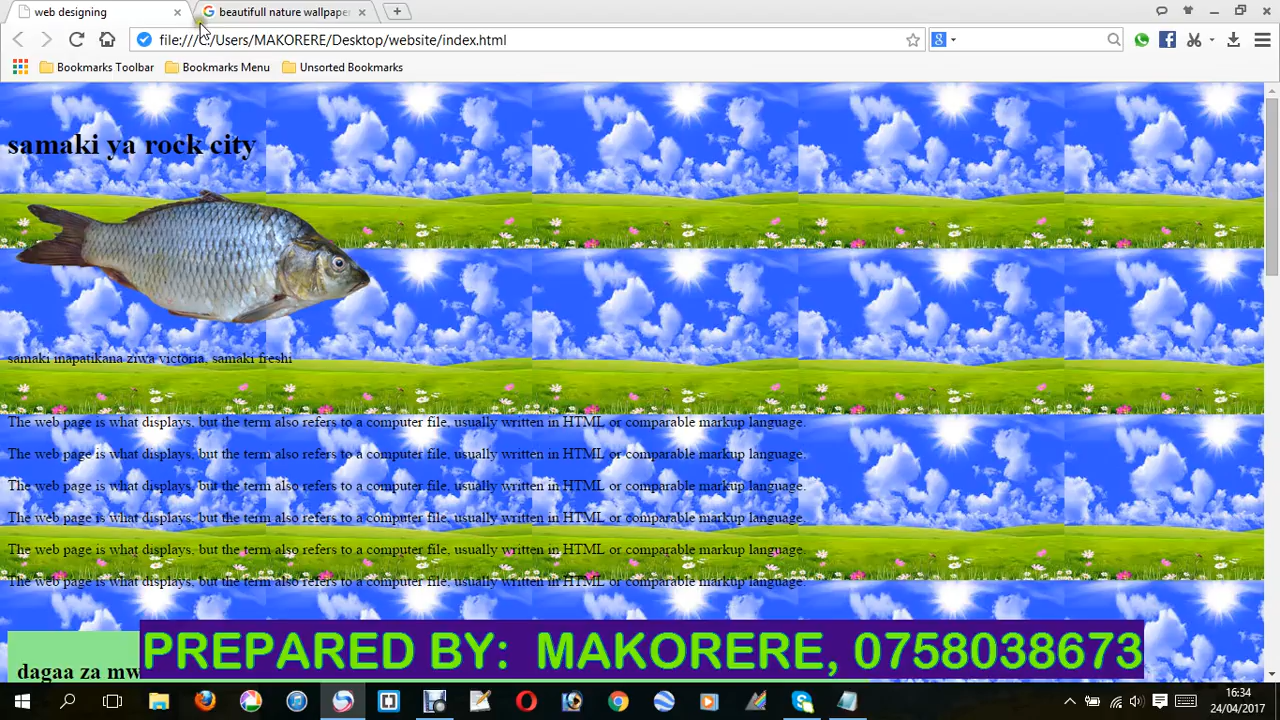 web designing
beautifull nature wallpape
file:///C:/Users/MAKORERE/Desktop/website/index.html
Bookmarks Toolbar
Bookmarks Menu
Unsorted Bookmarks
samaki ya rock city
samaki inapatikana ziwa victoria, samaki freshi
The web page is what displays, but the term also refers to a computer file, usually written in HTML or comparable markup language.
The web page is what displays, but the term also refers to a computer file, usually written in HTML or comparable markup language.
The web page is what displays, but the term also refers to a computer file, usually written in HTML or comparable markup language.
The web page is what displays, but the term also refers to a computer file, usually written in HTML or comparable markup language.
The web page is what displays, but the term also refers to a computer file, usually written in HTML or comparable markup language.
The web page is what displays, but the term also refers to a computer file, usually written in HTML or comparable markup language.
dagaa za mw
PREPARED BY: MAKORERE, 0758038673
16:34
24/04/2017